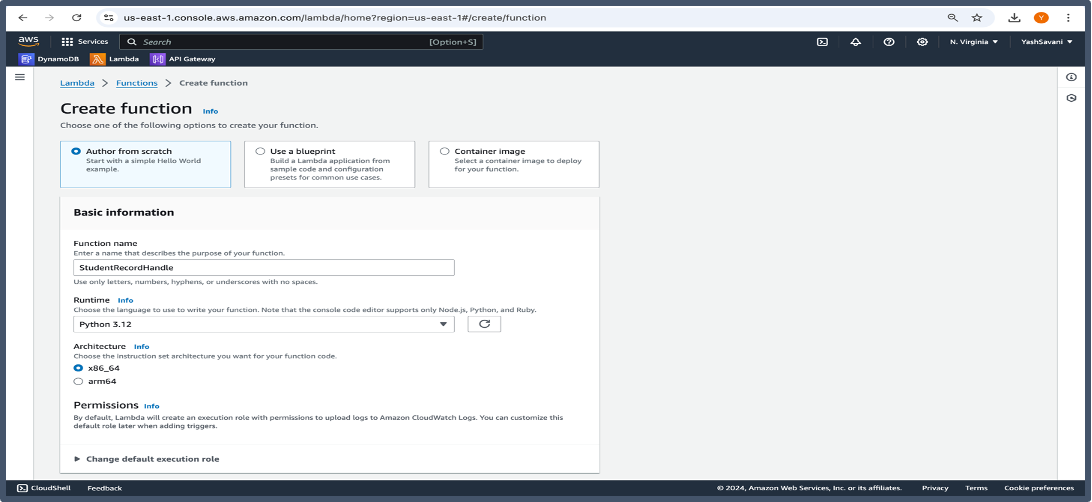 us-east-1.console.aws.amazon.com/lambda/home?region=us-east-1#/create/function
Y
aws
Services
Search
[Option+S]
N. Virginia
YashSavani
DynamoDB
Lambda
API Gateway
Lambda > Functions > Create function
Create function Info
Choose one of the following options to create your function.
Author from scratch
Start with a simple Hello World
example.
Use a blueprint
Build a Lambda application from
sample code and configuration
presets for common use cases.
Container image
Select a container image to deploy
for your function.
Basic information
Function name
Enter a name that describes the purpose of your function.
StudentRecordHandle
Use only letters, numbers, hyphens, or underscores with no spaces.
Runtime Info
Choose the language to use to write your function. Note that the console code editor supports only Node.js, Python, and Ruby.
Python 3.12
Architecture Info
Choose the instruction set architecture you want for your function code.
x86_64
arm64
Permissions Info
By default, Lambda will create an execution role with permissions to upload logs to Amazon CloudWatch Logs. You can customize this
default role later when adding triggers.
Change default execution role
CloudShell
Feedback
© 2024, Amazon Web Services, Inc. or its affiliates.
Privacy
Terms
Cookie preferences